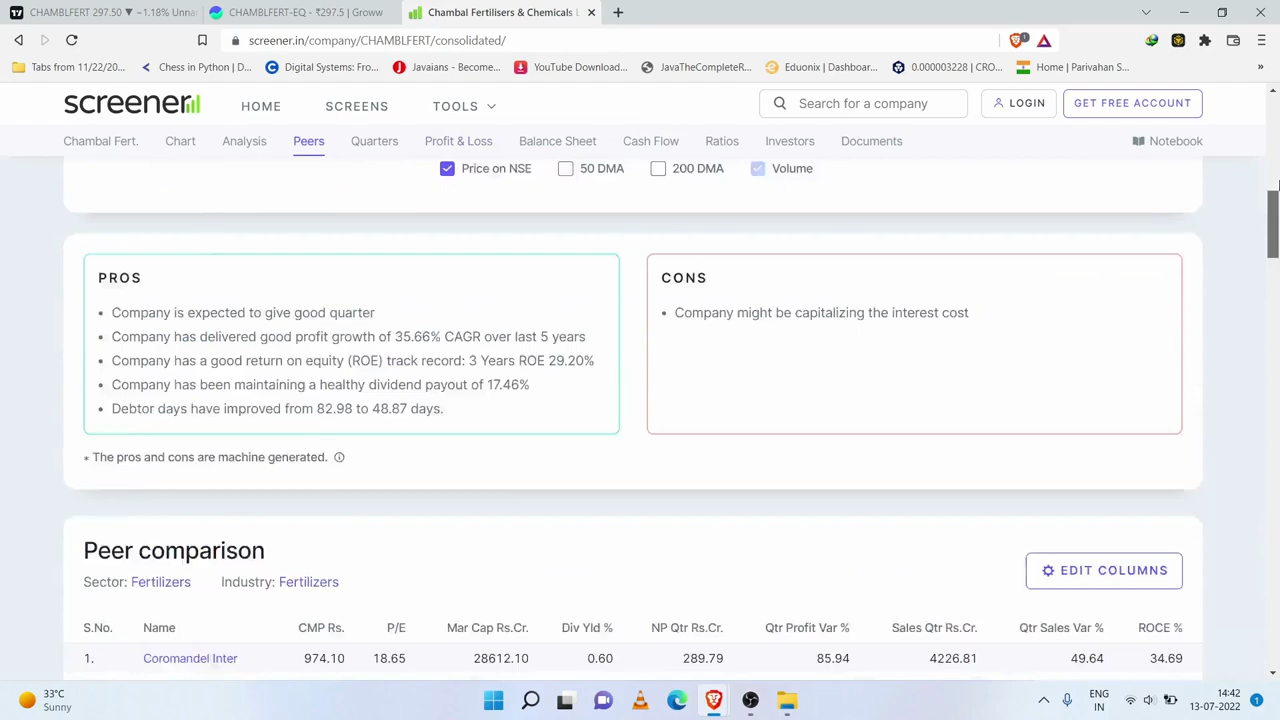 CHAMBLFERT 297.50 ▼ −1.18% Unna
CHAMBLFERT-EQ - ₹297.5 | Groww
Chambal Fertilisers & Chemicals L
screener.in/company/CHAMBLFERT/consolidated/
1
Tabs from 11/22/20...
Chess in Python | D...
Digital Systems: Fro...
Javaians - Become...
YouTube Download...
JavaTheCompleteR...
Eduonix | Dashboar...
0.000003228 | CRO...
Home | Parivahan S...
»
screener
HOME
SCREENS
TOOLS
Search for a company
LOGIN
GET FREE ACCOUNT
Chambal Fert.
Chart
Analysis
Peers
Quarters
Profit & Loss
Balance Sheet
Cash Flow
Ratios
Investors
Documents
Notebook
Price on NSE
50 DMA
200 DMA
Volume
PROS
• Company is expected to give good quarter
• Company has delivered good profit growth of 35.66% CAGR over last 5 years
• Company has a good return on equity (ROE) track record: 3 Years ROE 29.20%
• Company has been maintaining a healthy dividend payout of 17.46%
• Debtor days have improved from 82.98 to 48.87 days.
CONS
• Company might be capitalizing the interest cost
* The pros and cons are machine generated.
Peer comparison
Sector: Fertilizers Industry: Fertilizers
EDIT COLUMNS
S.No. Name CMP Rs. P/E Mar Cap Rs.Cr. Div Yld % NP Qtr Rs.Cr. Qtr Profit Var % Sales Qtr Rs.Cr. Qtr Sales Var % ROCE %
1. Coromandel Inter 974.10 18.65 28612.10 0.60 289.79 85.94 4226.81 49.64 34.69
33°C
Sunny
ENG
IN
14:42
13-07-2022
1